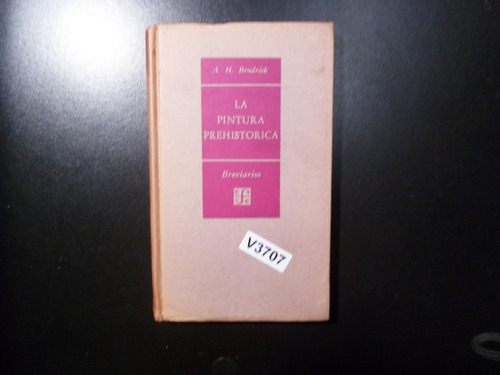 A. H. Brodrick
LA
PINTURA
PREHISTORICA
Breviarios
V3707